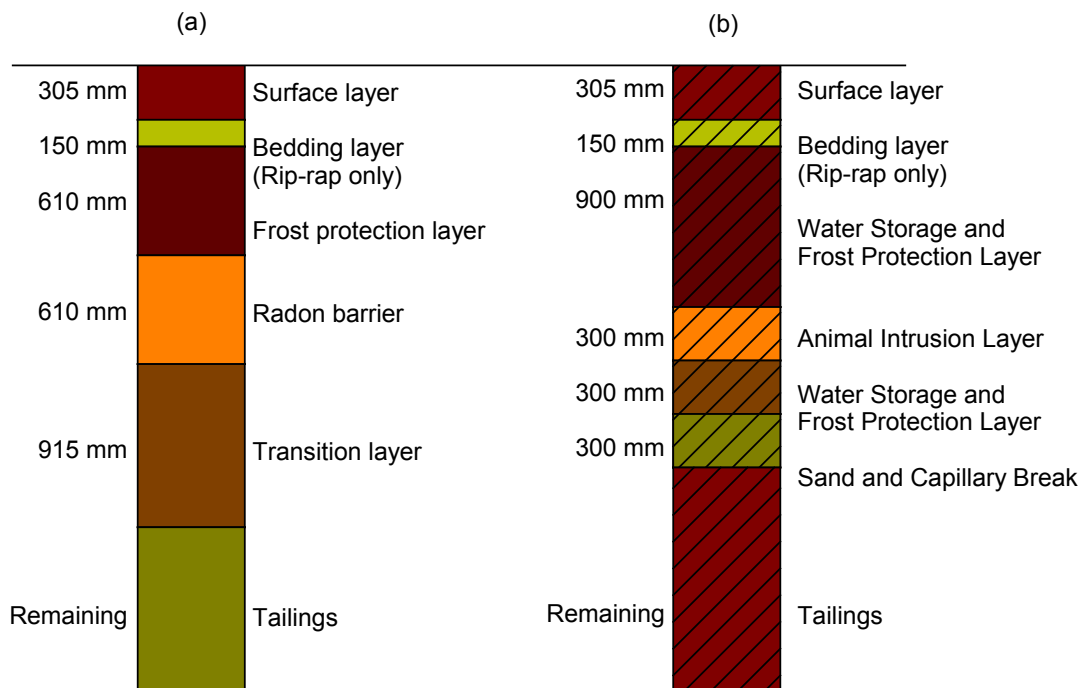 (a)
305 mm
Surface layer
150 mm
Bedding layer
(Rip-rap only)
610 mm
Frost protection layer
610 mm
Radon barrier
915 mm
Transition layer
Remaining
Tailings
(b)
305 mm
Surface layer
150 mm
Bedding layer
(Rip-rap only)
900 mm
Water Storage and
Frost Protection Layer
300 mm
Animal Intrusion Layer
300 mm
Water Storage and
Frost Protection Layer
300 mm
Sand and Capillary Break
Remaining
Tailings